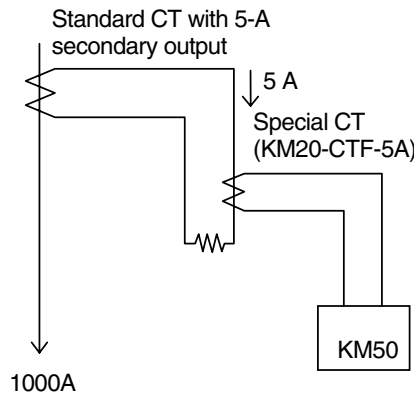 Standard CT with 5-A
secondary output
5 A
Special CT
(KM20-CTF-5A)
KM50
1000A